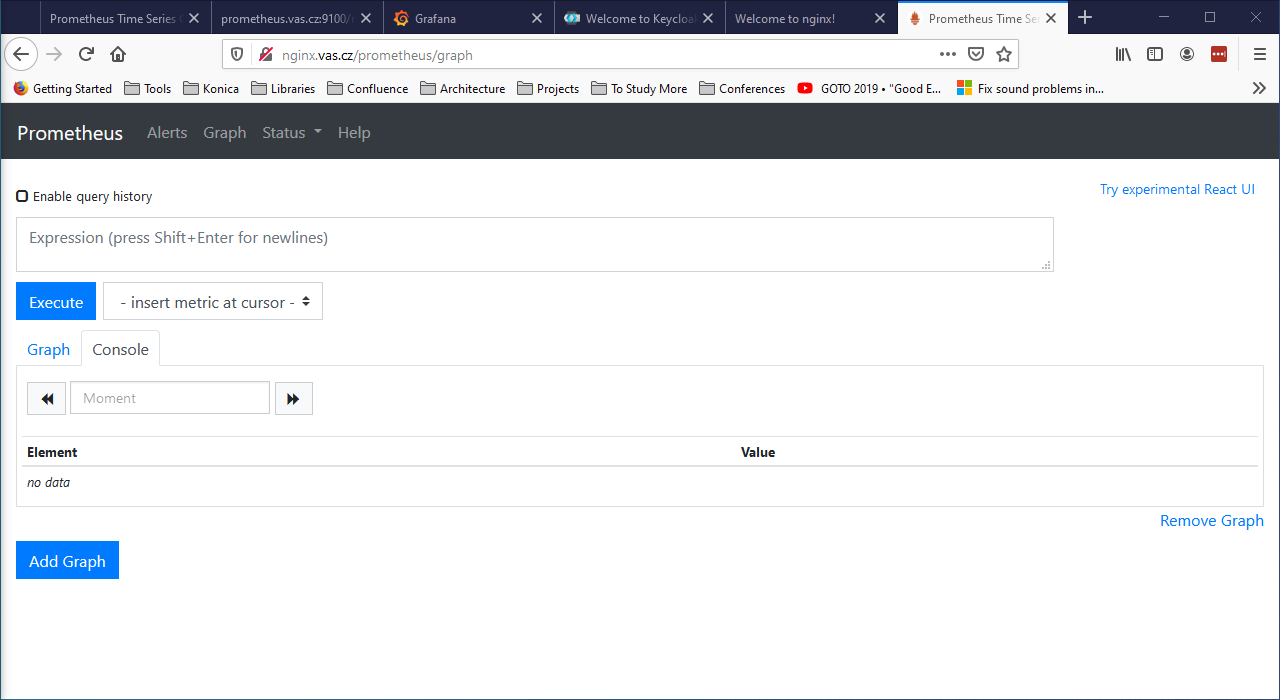 Prometheus Time Series
prometheus.vas.cz:9100/
Grafana
Welcome to Keycloak
Welcome to nginx!
Prometheus Time Se
nginx.vas.cz/prometheus/graph
Getting Started
Tools
Konica
Libraries
Confluence
Architecture
Projects
To Study More
Conferences
GOTO 2019 • "Good E...
Fix sound problems in...
Prometheus Alerts Graph Status Help
Enable query history
Try experimental React UI
Expression (press Shift+Enter for newlines)
Execute
- insert metric at cursor -
Graph Console
Moment
Element Value
no data
Remove Graph
Add Graph